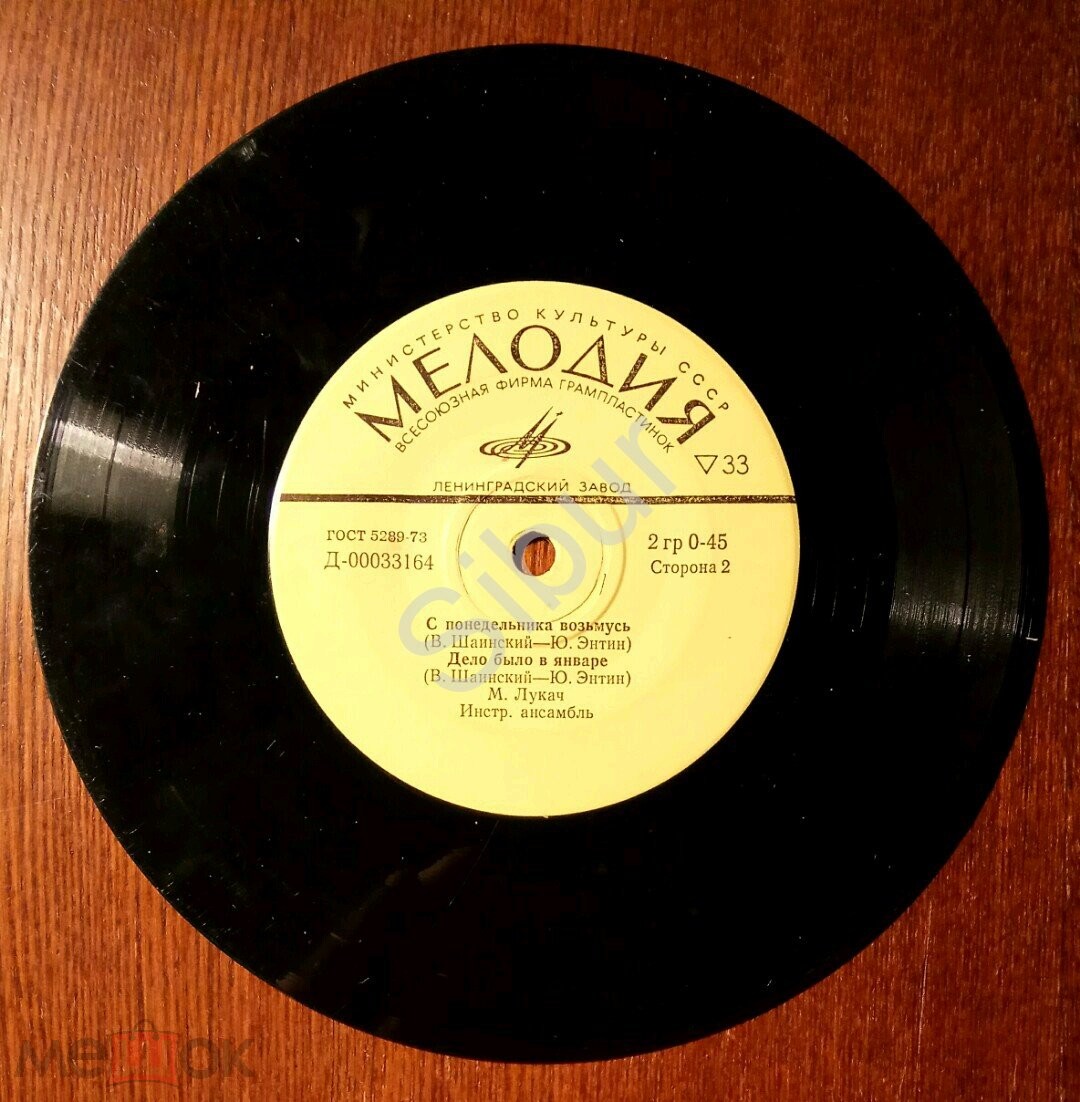 МИНИСТЕРСТВО КУЛЬТУРЫ СССР
МЕЛОДИЯ
ВСЕСОЮЗНАЯ ФИРМА ГРАМПЛАСТИНОК
▽33
ЛЕНИНГРАДСКИЙ ЗАВОД
ГОСТ 5289-73
Д-00033164
2 гр 0-45
Сторона 2
С понедельника возьмусь
(В. Шаинский—Ю. Энтин)
Дело было в январе
(В. Шаинский—Ю. Энтин)
М. Лукач
Инстр. ансамбль
Sibur
мешок